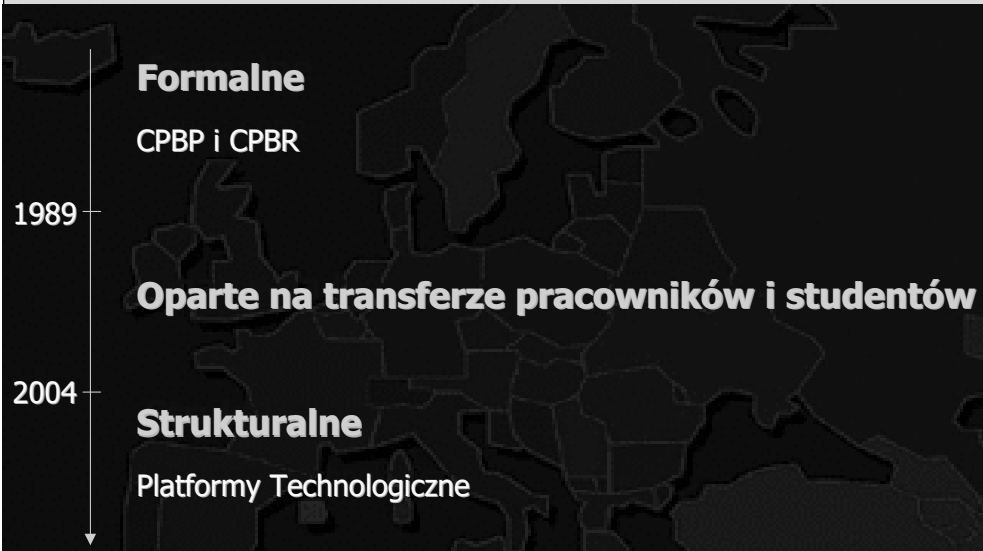 Formalne
CPBP i CPBR
1989
Oparte na transferze pracowników i studentów
2004
Strukturalne
Platformy Technologiczne